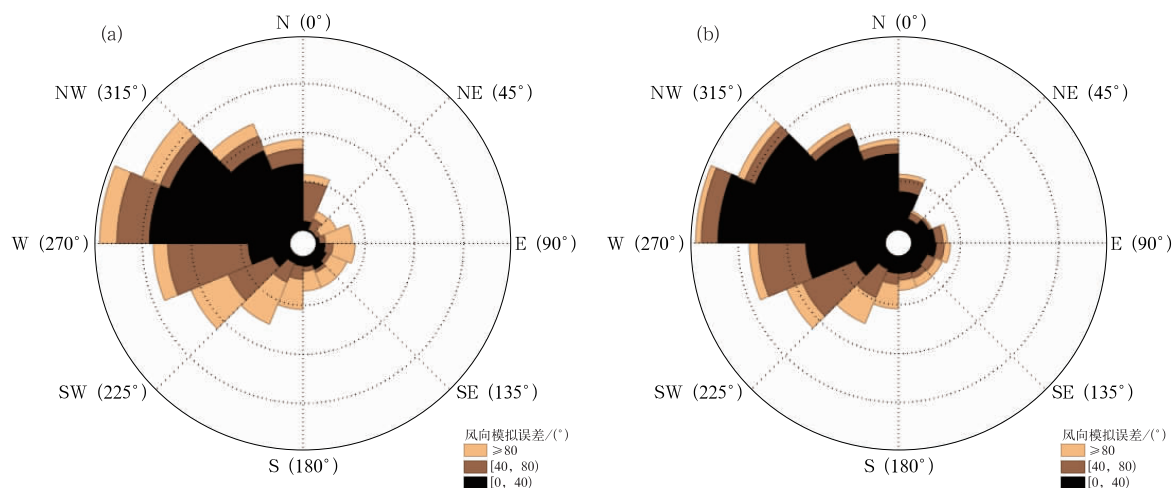 (a)
N (0°)
NW (315°)
NE (45°)
W (270°)
E (90°)
SW (225°)
SE (135°)
S (180°)
风向模拟误差/(°)
≥80
[40, 80)
[0, 40)
(b)
N (0°)
NW (315°)
NE (45°)
W (270°)
E (90°)
SW (225°)
SE (135°)
S (180°)
风向模拟误差/(°)
≥80
[40, 80)
[0, 40)